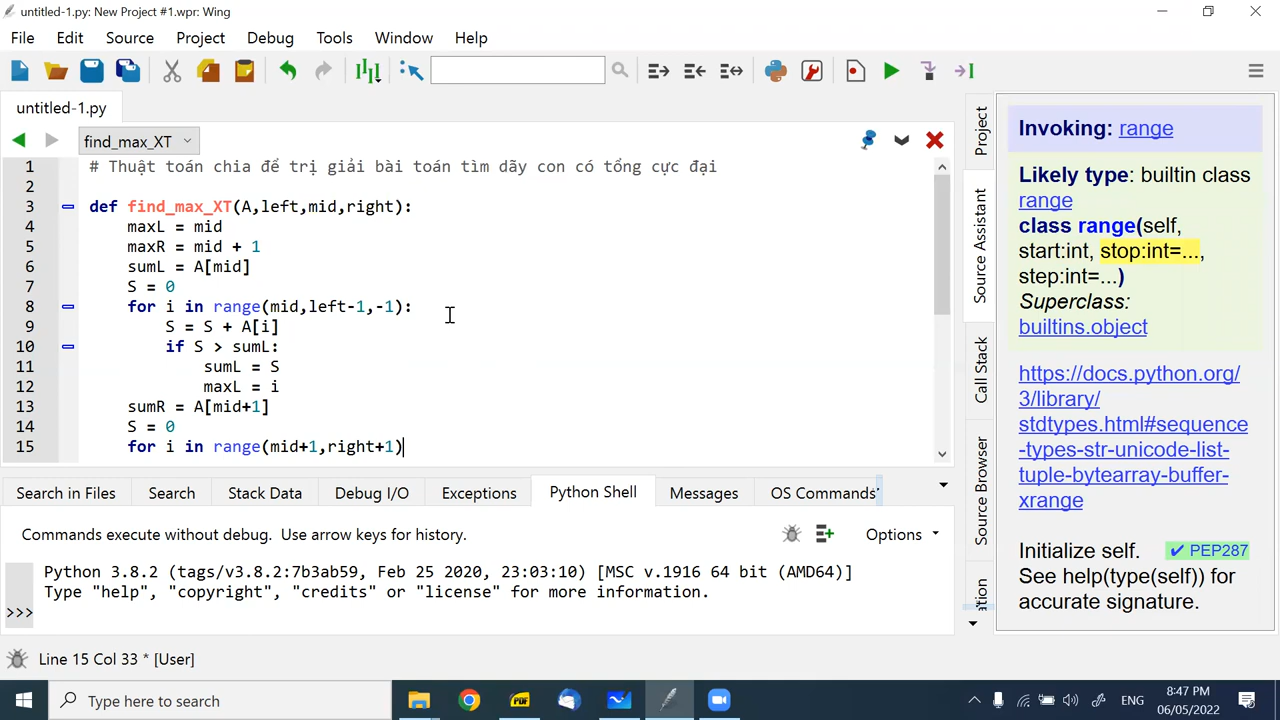 untitled-1.py: New Project #1.wpr: Wing
File Edit Source Project Debug Tools Window Help
untitled-1.py
find_max_XT
1 # Thuật toán chia để trị giải bài toán tìm dãy con có tổng cực đại
2
3 def find_max_XT(A,left,mid,right):
4 maxL = mid
5 maxR = mid + 1
6 sumL = A[mid]
7 S = 0
8 for i in range(mid,left-1,-1):
9 S = S + A[i]
10 if S > sumL:
11 sumL = S
12 maxL = i
13 sumR = A[mid+1]
14 S = 0
15 for i in range(mid+1,right+1)
Search in Files Search Stack Data Debug I/O Exceptions Python Shell Messages OS Commands
Commands execute without debug. Use arrow keys for history.
Options
Python 3.8.2 (tags/v3.8.2:7b3ab59, Feb 25 2020, 23:03:10) [MSC v.1916 64 bit (AMD64)]
Type "help", "copyright", "credits" or "license" for more information.
>>>
Project
Source Assistant
Call Stack
Source Browser
Invoking: range
Likely type: builtin class
range
class range(self,
start:int, stop:int=...,
step:int=...)
Superclass:
builtins.object
https://docs.python.org/
3/library/
stdtypes.html#sequence
-types-str-unicode-list-
tuple-bytearray-buffer-
xrange
Initialize self. ✔ PEP287
See help(type(self)) for
accurate signature.
Line 15 Col 33 * [User]
Type here to search
PDF
ENG
8:47 PM
06/05/2022